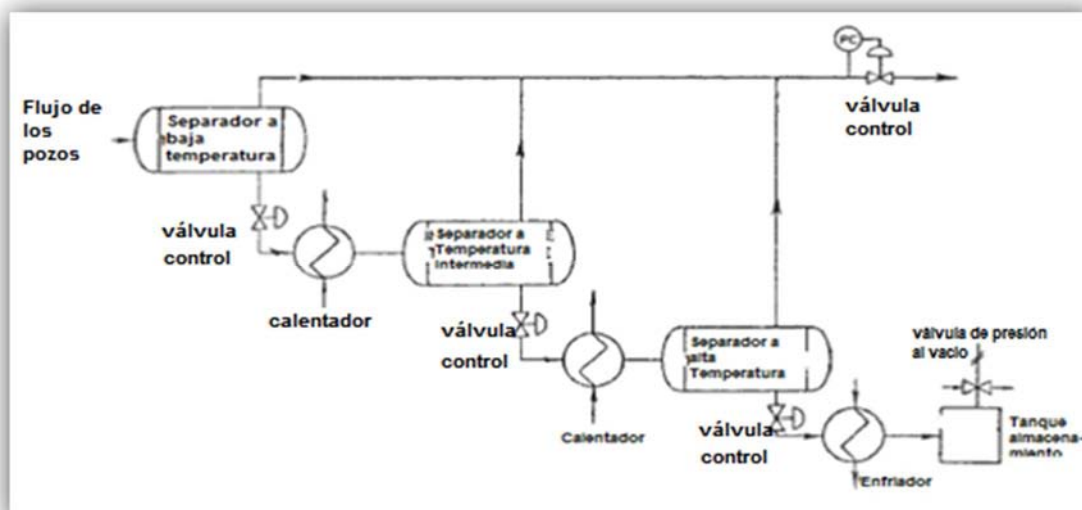 PC
Flujo de
los
pozos
Separador a
baja
temperatura
válvula
control
válvula
control
Separador a
Temperatura
Intermedia
calentador
válvula
control
Separador a
alta
Temperatura
válvula de presión
al vacio
Calentador
válvula
control
Tanque
almacena-
miento
Enfriador